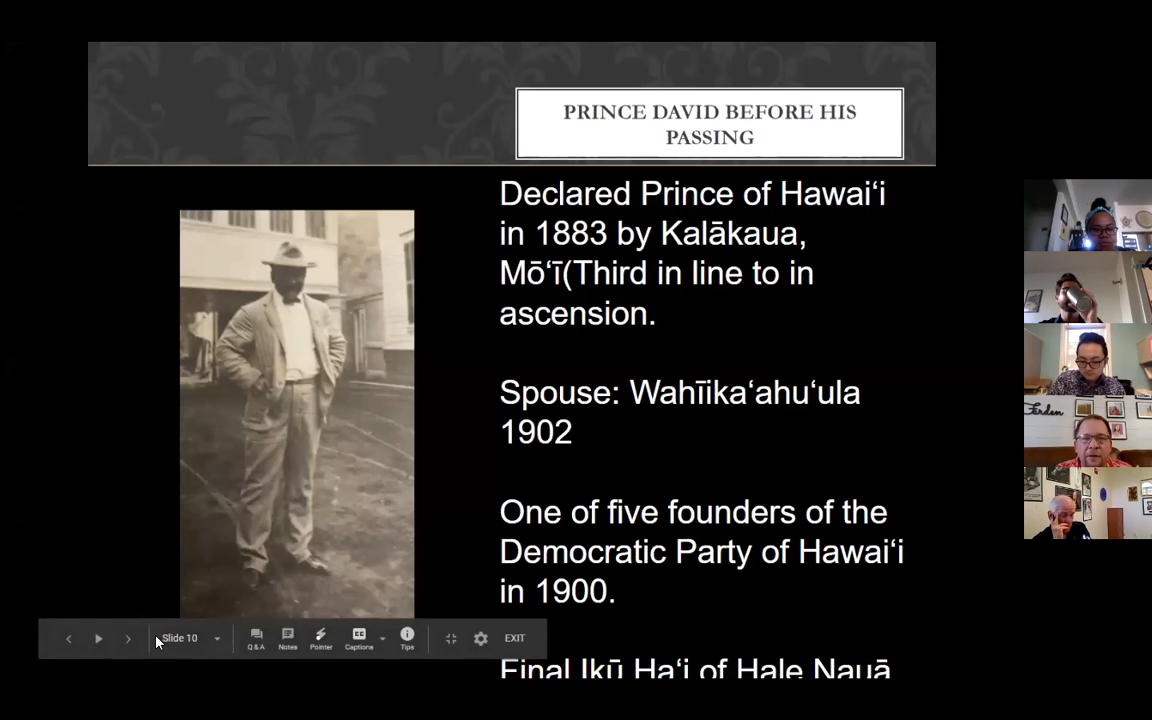 PRINCE DAVID BEFORE HIS
PASSING
Declared Prince of Hawaiʻi
in 1883 by Kalākaua,
Mōʻī(Third in line to in
ascension.
Spouse: Wahīikaʻahuʻula
1902
One of five founders of the
Democratic Party of Hawaiʻi
in 1900.
Final Ikū Haʻi of Hale Nauā
Slide 10
Q & A
Notes
Pointer
CC
Captions
Tips
EXIT
Ferden